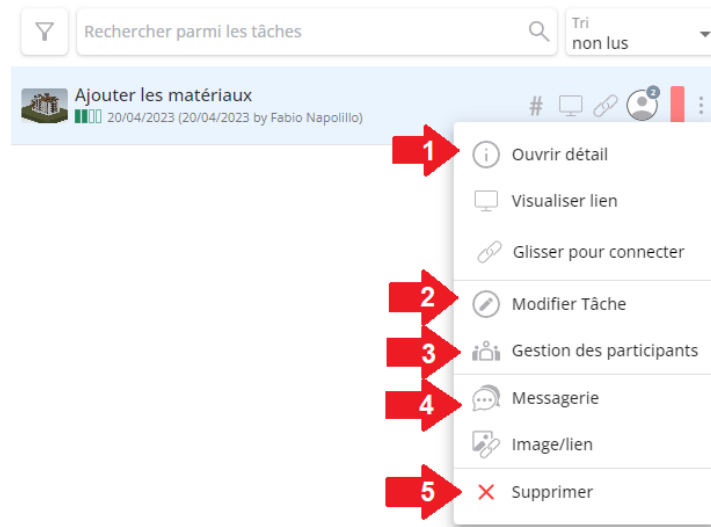 Rechercher parmi les tâches
Tri
non lus
Ajouter les matériaux
20/04/2023 (20/04/2023 by Fabio Napolillo)
#
2
1
Ouvrir détail
Visualiser lien
Glisser pour connecter
2
Modifier Tâche
3
Gestion des participants
4
Messagerie
Image/lien
5
Supprimer